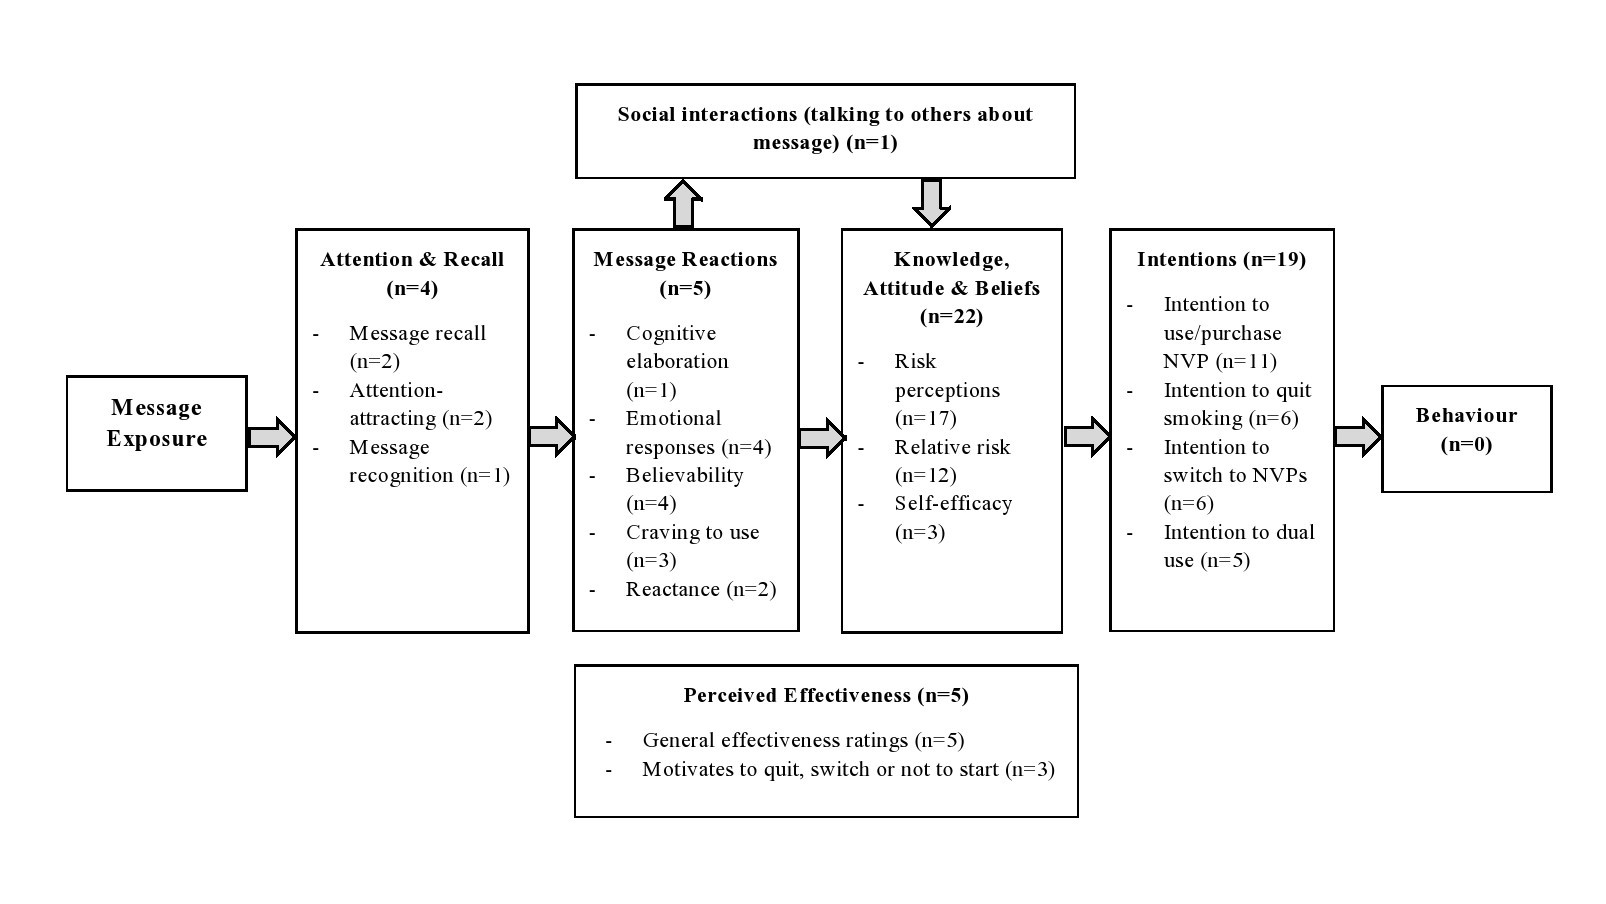 Social interactions (talking to others about
message) (n=1)
Message
Exposure
Attention & Recall
(n=4)
- Message recall
(n=2)
- Attention-
attracting (n=2)
- Message
recognition (n=1)
Message Reactions
(n=5)
- Cognitive
elaboration
(n=1)
- Emotional
responses (n=4)
- Believability
(n=4)
- Craving to use
(n=3)
- Reactance (n=2)
Knowledge,
Attitude & Beliefs
(n=22)
- Risk
perceptions
(n=17)
- Relative risk
(n=12)
- Self-efficacy
(n=3)
Intentions (n=19)
- Intention to
use/purchase
NVP (n=11)
- Intention to quit
smoking (n=6)
- Intention to
switch to NVPs
(n=6)
- Intention to dual
use (n=5)
Behaviour
(n=0)
Perceived Effectiveness (n=5)
- General effectiveness ratings (n=5)
- Motivates to quit, switch or not to start (n=3)